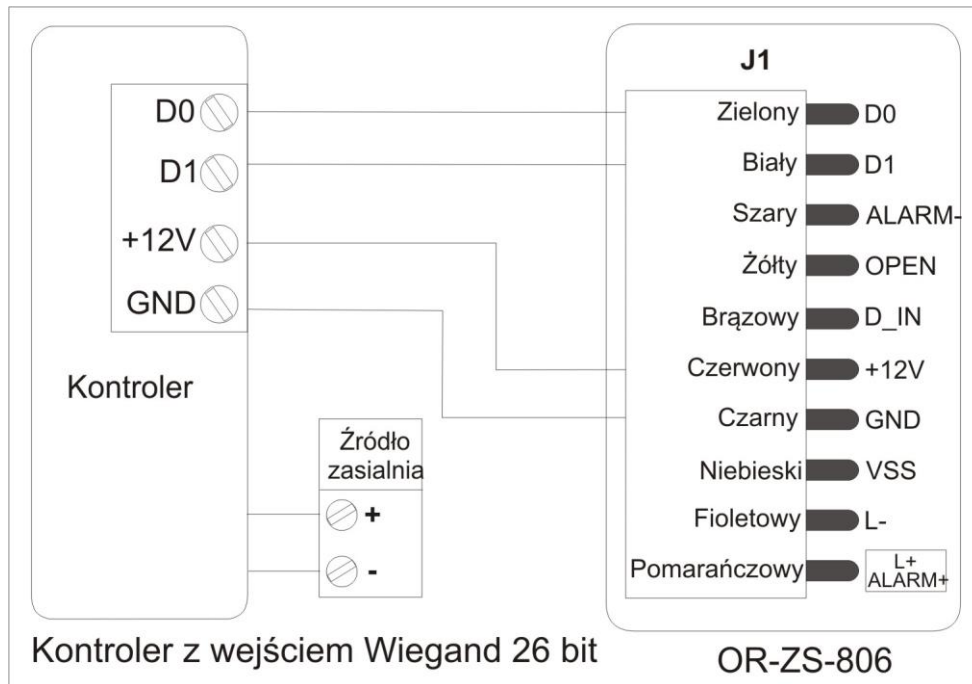 D0
D1
+12V
GND
Kontroler
Źródło
zasialnia
+
-
Kontroler z wejściem Wiegand 26 bit
J1
Zielony D0
Biały D1
Szary ALARM-
Żółty OPEN
Brązowy D_IN
Czerwony +12V
Czarny GND
Niebieski VSS
Fioletowy L-
Pomarańczowy L+
ALARM+
OR-ZS-806